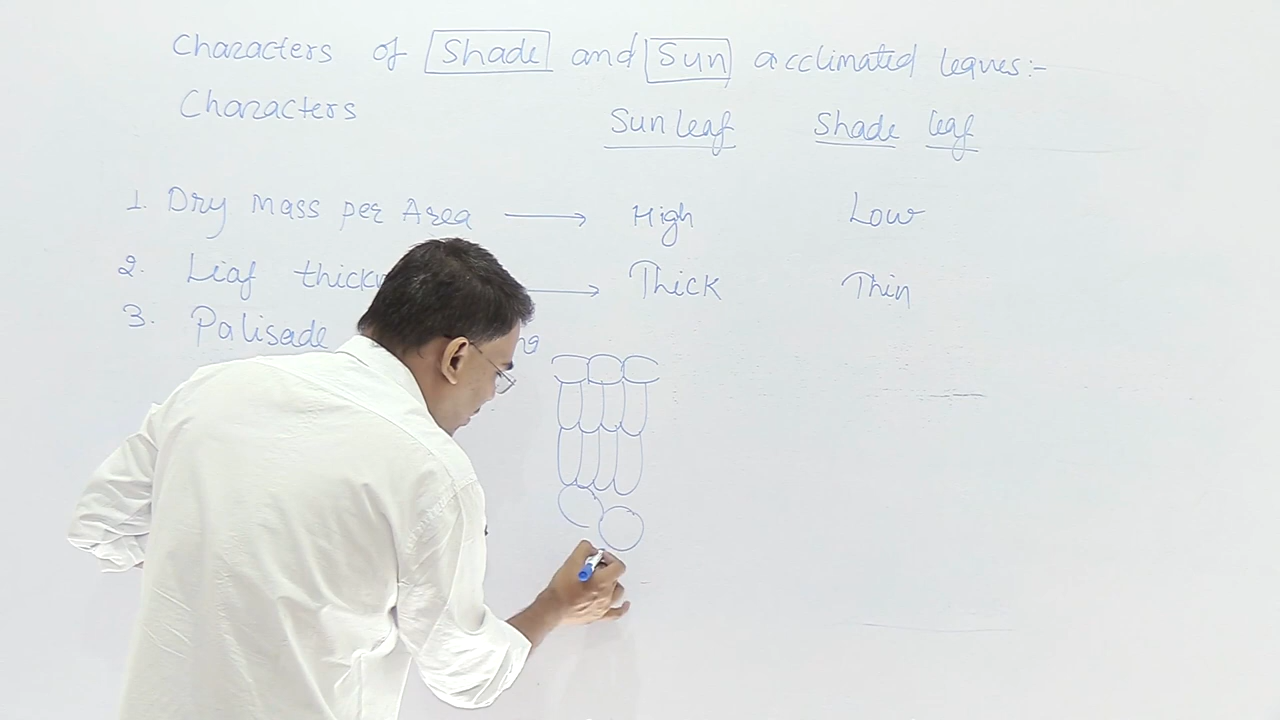 Characters of Shade and Sun acclimated leaves:-
Characters Sun leaf Shade leaf
1. Dry Mass per Area → High Low
2. Leaf → Thick Thin
3. Palisade